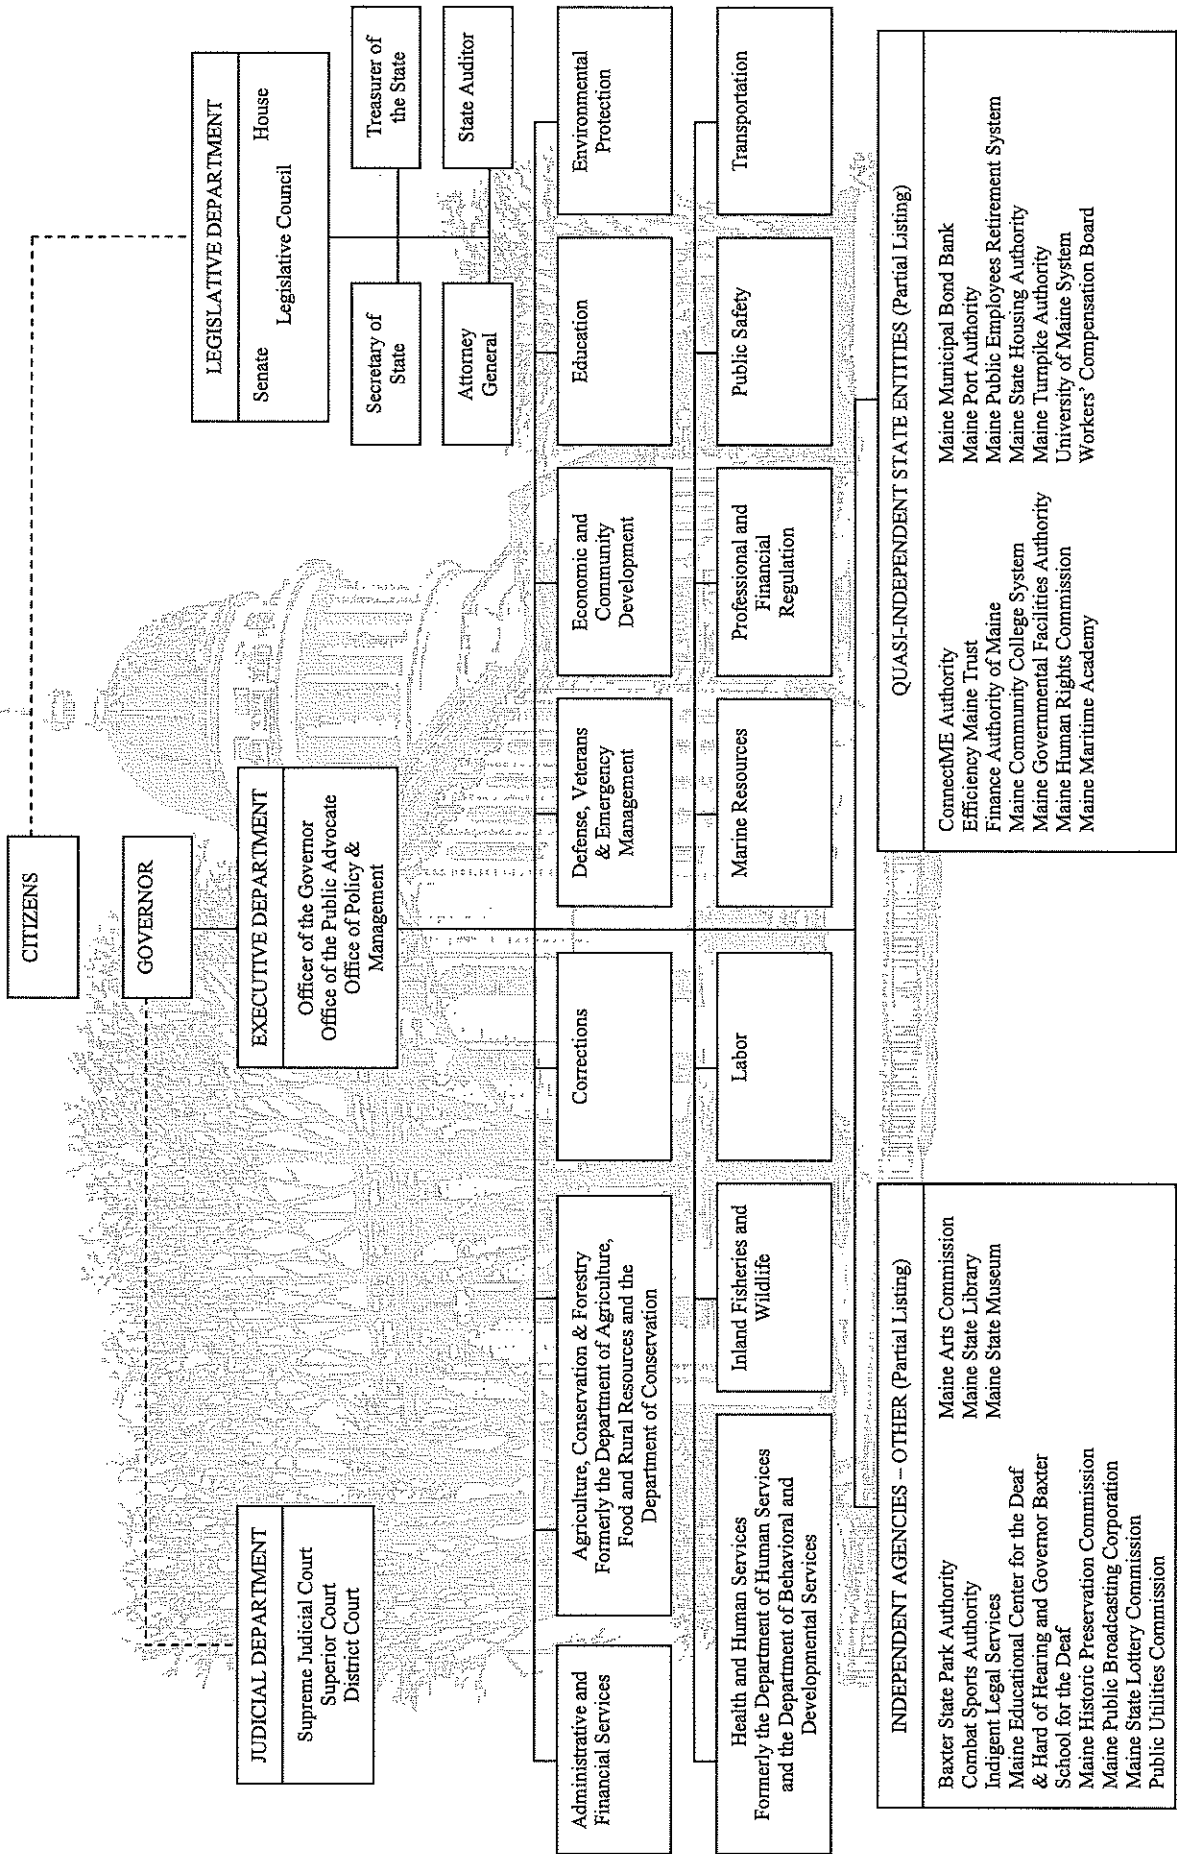 CITIZENS
GOVERNOR
JUDICIAL DEPARTMENT
Supreme Judicial Court
Superior Court
District Court
EXECUTIVE DEPARTMENT
Officer of the Governor
Office of the Public Advocate
Office of Policy &
Management
LEGISLATIVE DEPARTMENT
Senate House
Legislative Council
Secretary of
State
Treasurer of
the State
Attorney
General
State Auditor
Administrative and
Financial Services
Agriculture, Conservation & Forestry
Formerly the Department of Agriculture,
Food and Rural Resources and the
Department of Conservation
Corrections
Defense, Veterans
& Emergency
Management
Economic and
Community
Development
Education
Environmental
Protection
Health and Human Services
Formerly the Department of Human Services
and the Department of Behavioral and
Developmental Services
Inland Fisheries and
Wildlife
Labor
Marine Resources
Professional and
Financial
Regulation
Public Safety
Transportation
INDEPENDENT AGENCIES – OTHER (Partial Listing)
Baxter State Park Authority
Combat Sports Authority
Indigent Legal Services
Maine Educational Center for the Deaf
& Hard of Hearing and Governor Baxter
School for the Deaf
Maine Historic Preservation Commission
Maine Public Broadcasting Corporation
Maine State Lottery Commission
Public Utilities Commission
Maine Arts Commission
Maine State Library
Maine State Museum
QUASI-INDEPENDENT STATE ENTITIES (Partial Listing)
ConnectME Authority
Efficiency Maine Trust
Finance Authority of Maine
Maine Community College System
Maine Governmental Facilities Authority
Maine Human Rights Commission
Maine Maritime Academy
Maine Municipal Bond Bank
Maine Port Authority
Maine Public Employees Retirement System
Maine State Housing Authority
Maine Turnpike Authority
University of Maine System
Workers' Compensation Board